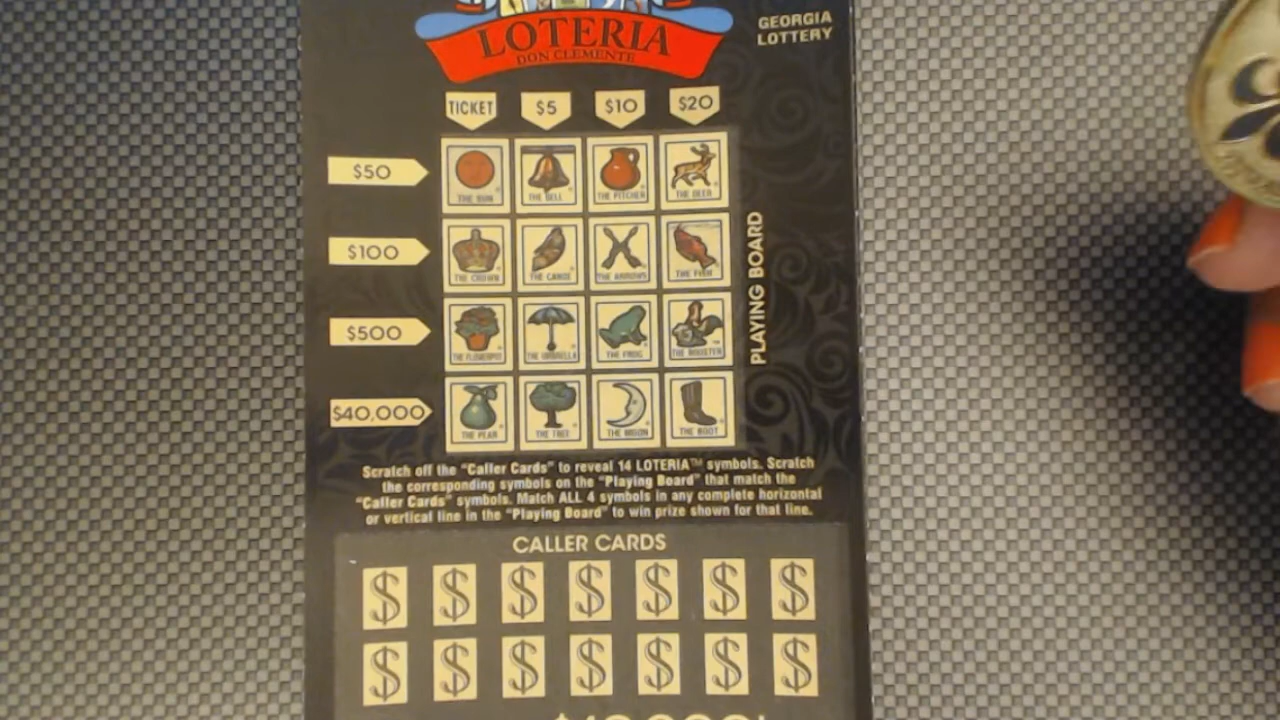 LOTERIA
DON CLEMENTE
GEORGIA
LOTTERY
TICKET $5 $10 $20
$50
THE SUN THE BELL THE PITCHER THE DEER
$100
THE CROWN THE CANOE THE ARROWS THE FISH
$500
THE FLOWERPOT THE UMBRELLA THE FROG THE ROOSTER
$40,000
THE PEAR THE TREE THE MOON THE BOOT
PLAYING BOARD
Scratch off the "Caller Cards" to reveal 14 LOTERIA™ symbols. Scratch
the corresponding symbols on the "Playing Board" that match the
"Caller Cards" symbols. Match ALL 4 symbols in any complete horizontal
or vertical line in the "Playing Board" to win prize shown for that line.
CALLER CARDS
$ $ $ $ $ $ $
$ $ $ $ $ $ $